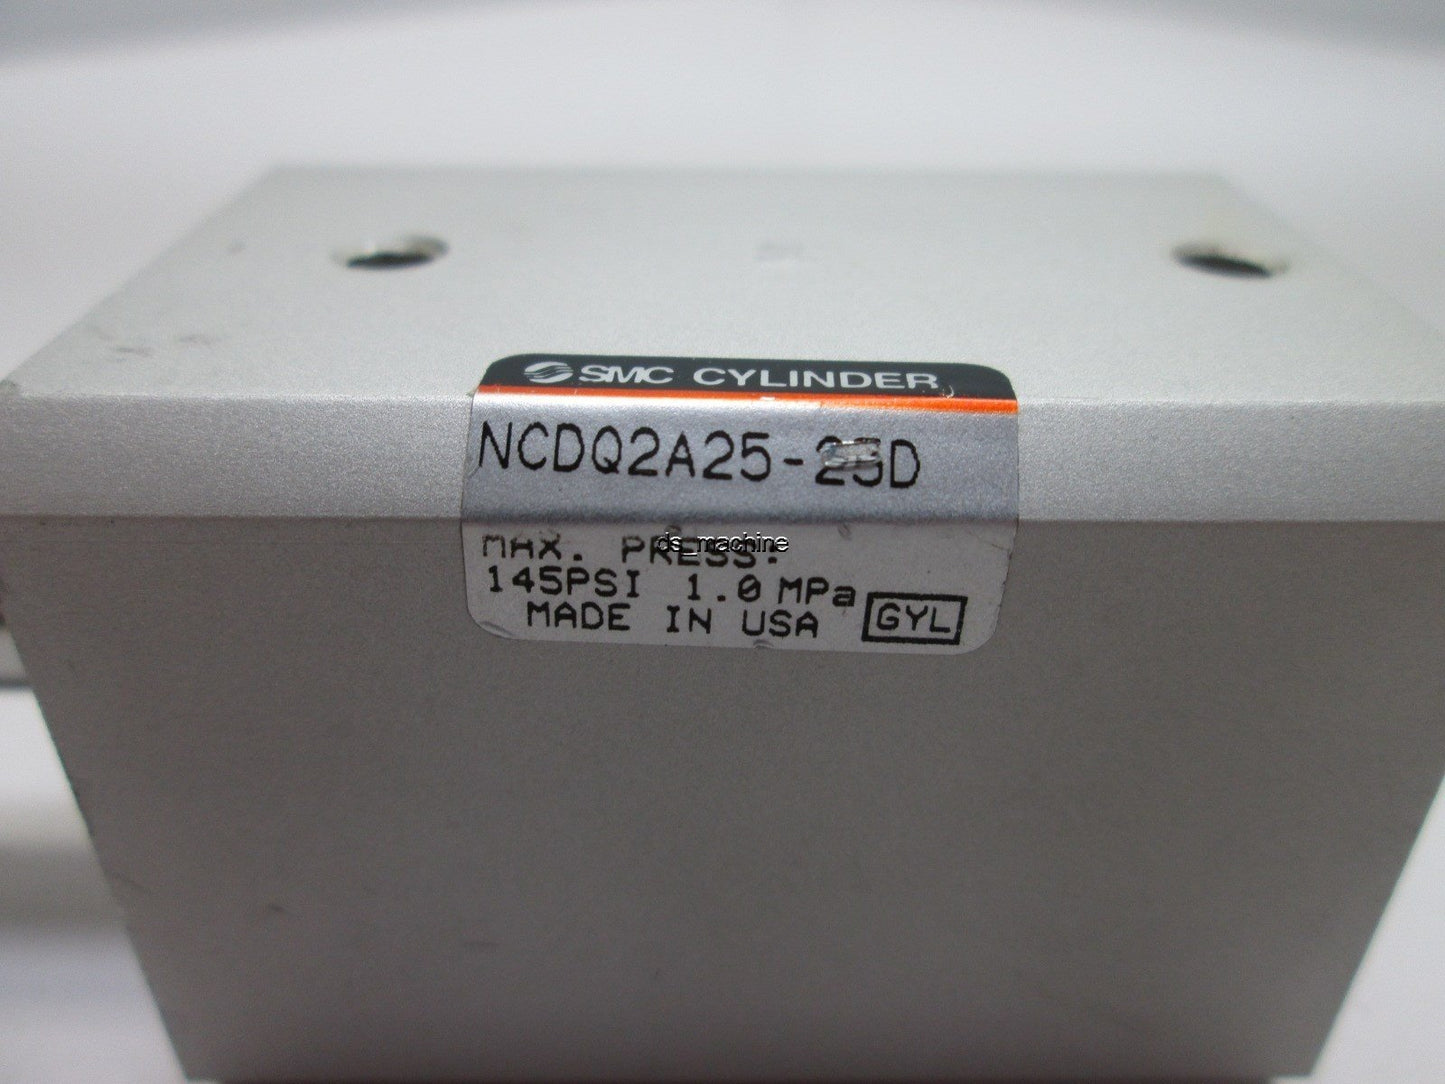 SMC CYLINDER
NCDQ2A25-25D
MAX. PRESS:
ds_machine
145PSI 1.0 MPa
MADE IN USA GYL